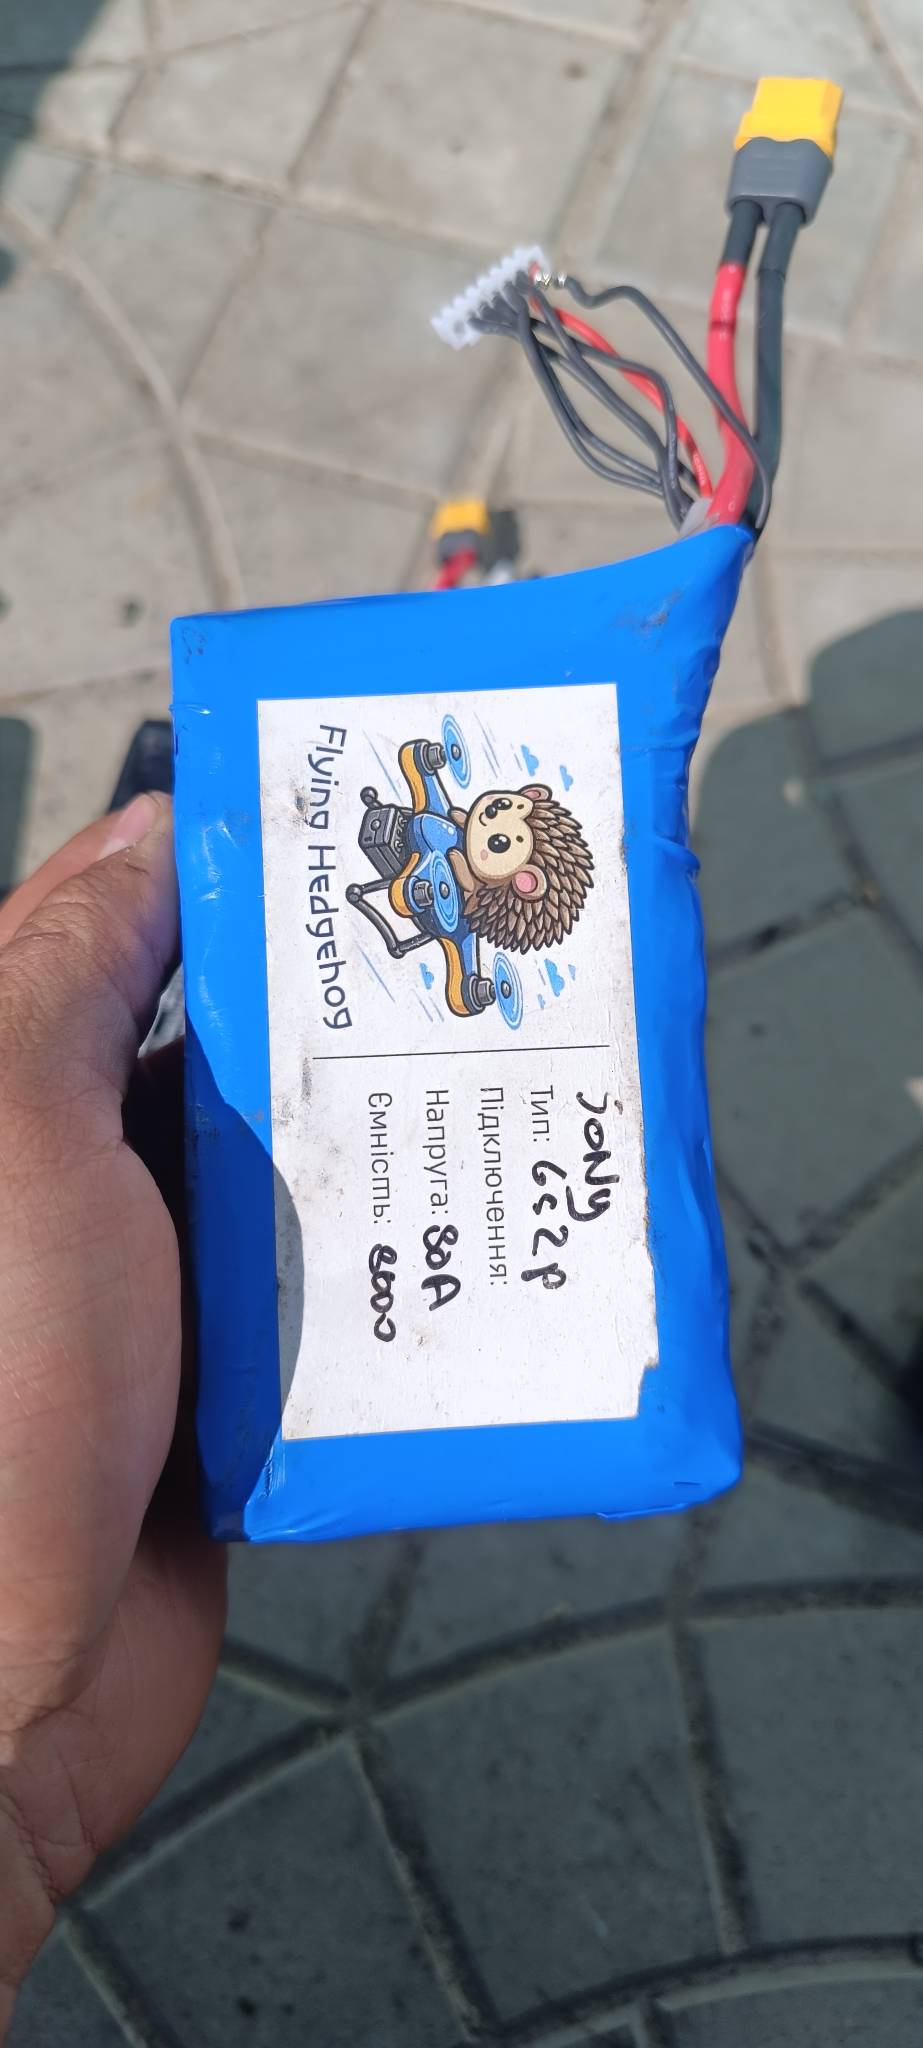 Flying Hedgehog
sony
Тип: 6s2p
Підключення:
Напруга: 80A
Ємність: 8000